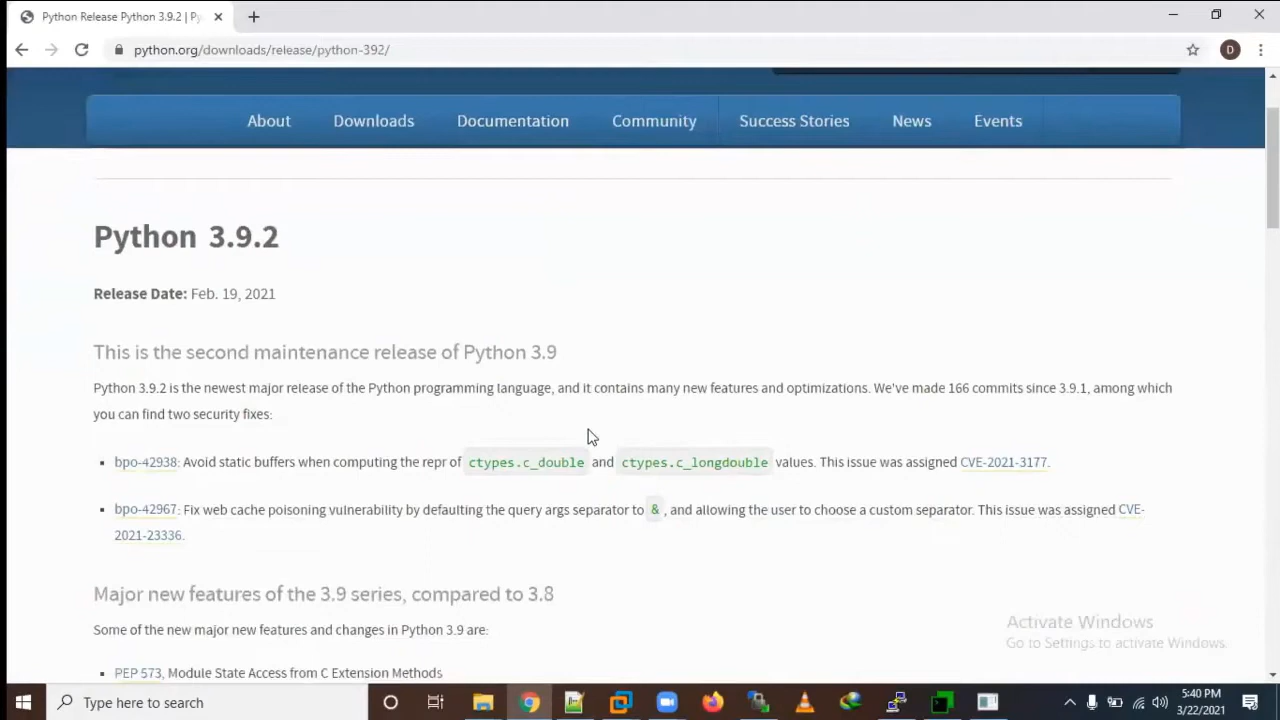 Python Release Python 3.9.2 | Py
python.org/downloads/release/python-392/
D
About Downloads Documentation Community Success Stories News Events
Python 3.9.2
Release Date: Feb. 19, 2021
This is the second maintenance release of Python 3.9
Python 3.9.2 is the newest major release of the Python programming language, and it contains many new features and optimizations. We've made 166 commits since 3.9.1, among which
you can find two security fixes:
bpo-42938: Avoid static buffers when computing the repr of ctypes.c_double and ctypes.c_longdouble values. This issue was assigned CVE-2021-3177.
bpo-42967: Fix web cache poisoning vulnerability by defaulting the query args separator to &, and allowing the user to choose a custom separator. This issue was assigned CVE-
2021-23336.
Major new features of the 3.9 series, compared to 3.8
Some of the new major new features and changes in Python 3.9 are:
PEP 573, Module State Access from C Extension Methods
Activate Windows
Go to Settings to activate Windows.
Type here to search
5:40 PM
3/22/2021